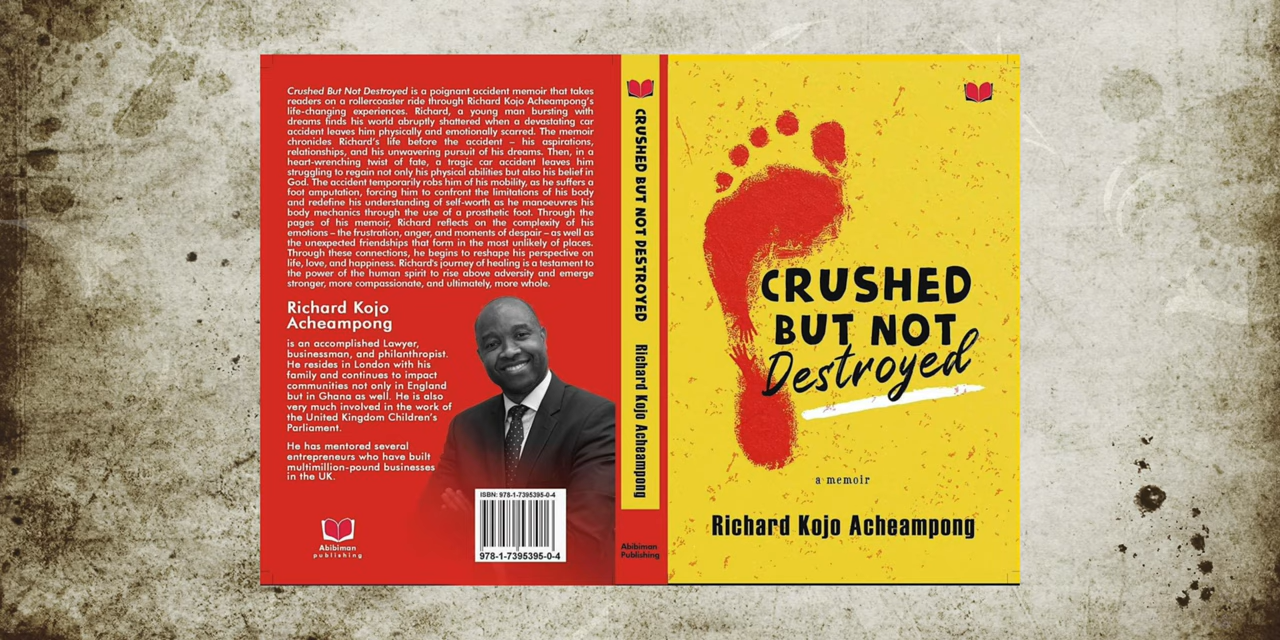 Crushed But Not Destroyed is a poignant accident memoir that takes
readers on a rollercoaster ride through Richard Kojo Acheampong's
life-changing experiences. Richard, a young man bursting with
dreams finds his world abruptly shattered when a devastating car
accident leaves him physically and emotionally scarred. The memoir
chronicles Richard's life before the accident – his aspirations,
relationships, and his unwavering pursuit of his dreams. Then, in a
heart-wrenching twist of fate, a tragic car accident leaves him
struggling to regain not only his physical abilities but also his belief in
God. The accident temporarily robs him of his mobility, as he suffers a
foot amputation, forcing him to confront the limitations of his body
and redefine his understanding of self-worth as he manoeuvres his
body mechanics through the use of a prosthetic foot. Through the
pages of his memoir, Richard reflects on the complexity of his
emotions – the frustration, anger, and moments of despair – as well as
the unexpected friendships that form in the most unlikely of places.
Through these connections, he begins to reshape his perspective on
life, love, and happiness. Richard's journey of healing is a testament to
the power of the human spirit to rise above adversity and emerge
stronger, more compassionate, and ultimately, more whole.
Richard Kojo
Acheampong
is an accomplished Lawyer,
businessman, and philanthropist.
He resides in London with his
family and continues to impact
communities not only in England
but in Ghana as well. He is also
very much involved in the work of
the United Kingdom Children's
Parliament.
He has mentored several
entrepreneurs who have built
multimillion-pound businesses
in the UK.
Abibiman
publishing
ISBN: 978-1-7395395-0-4
978-1-7395395-0-4
CRUSHED BUT NOT DESTROYED
Richard Kojo Acheampong
Abibiman
Publishing
CRUSHED
BUT NOT
Destroyed
a memoir
Richard Kojo Acheampong